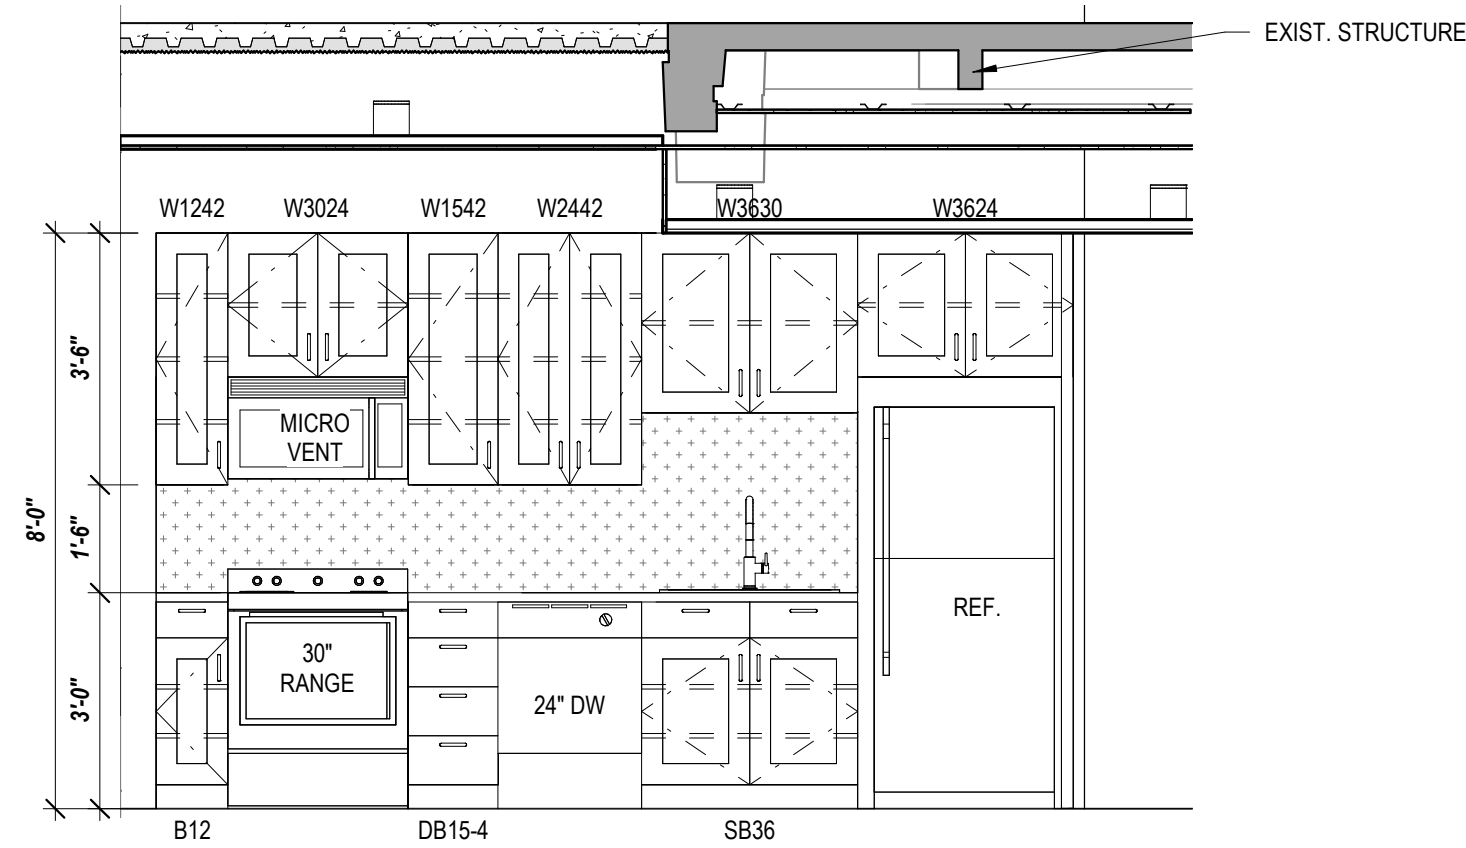 EXIST. STRUCTURE
W1242
W3024
W1542
W2442
W3630
W3624
3'-6"
MICRO
VENT
8'-0"
1'-6"
3'-0"
30"
RANGE
24" DW
REF.
B12
DB15-4
SB36